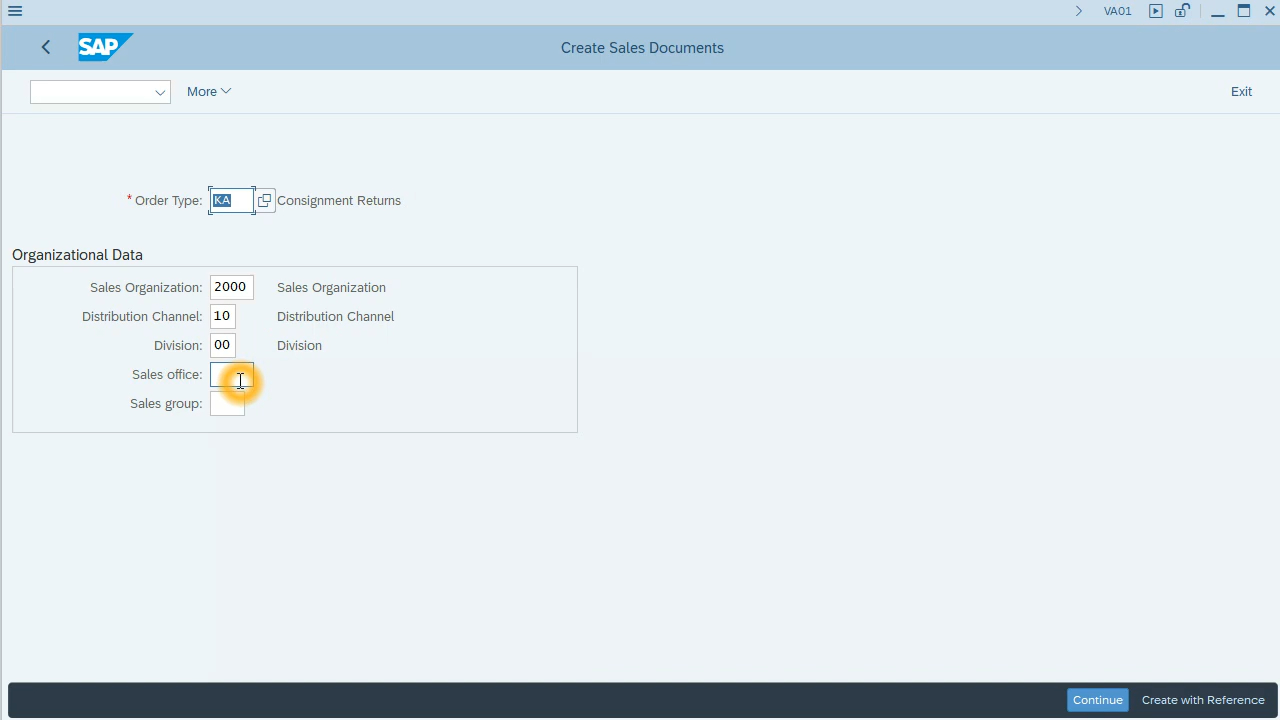 VA01
SAP
Create Sales Documents
More
Exit
* Order Type: KA Consignment Returns
Organizational Data
Sales Organization: 2000 Sales Organization
Distribution Channel: 10 Distribution Channel
Division: 00 Division
Sales office:
Sales group:
Continue Create with Reference